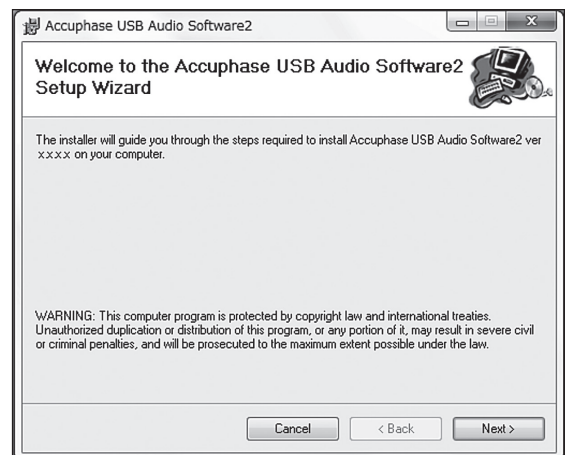 Accuphase USB Audio Software2
Welcome to the Accuphase USB Audio Software2
Setup Wizard
The installer will guide you through the steps required to install Accuphase USB Audio Software2 ver
xxxx on your computer.
WARNING: This computer program is protected by copyright law and international treaties.
Unauthorized duplication or distribution of this program, or any portion of it, may result in severe civil
or criminal penalties, and will be prosecuted to the maximum extent possible under the law.
Cancel < Back Next >